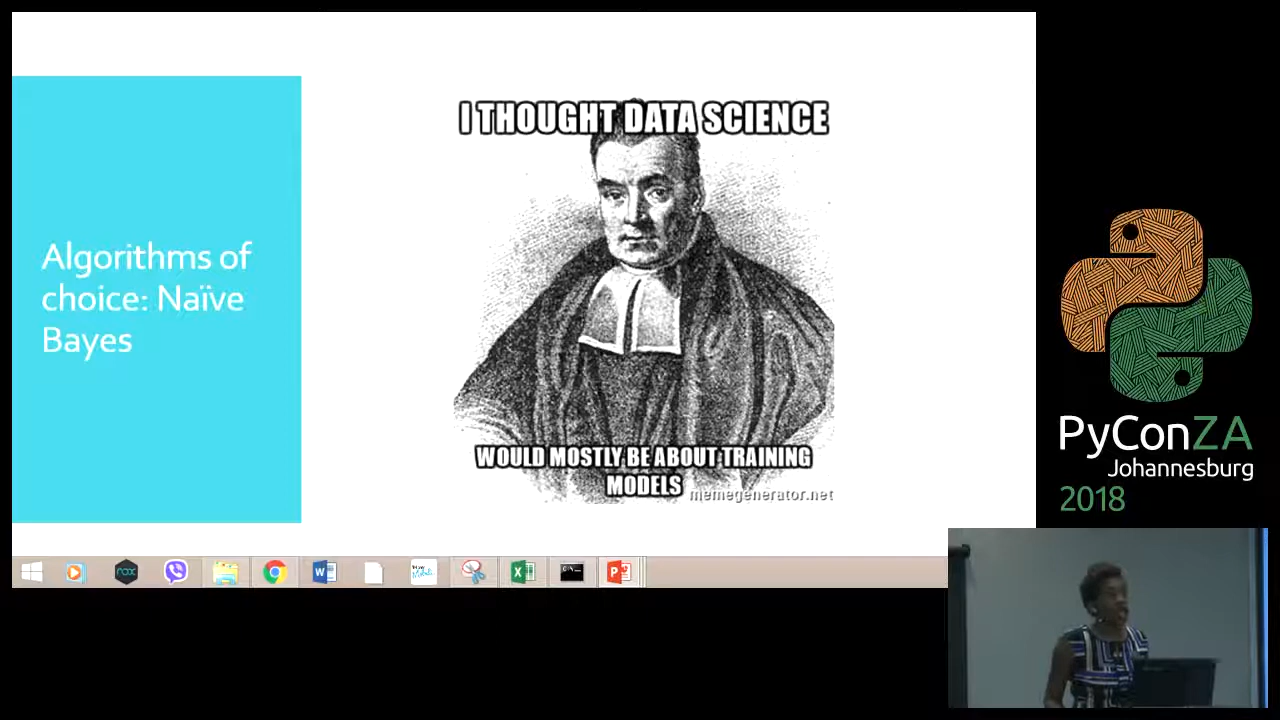 Algorithms of
choice: Naïve
Bayes
I THOUGHT DATA SCIENCE
WOULD MOSTLY BE ABOUT TRAINING
MODELS
memegenerator.net
PyConZA
Johannesburg
2018
nox
W
X
C:\
P